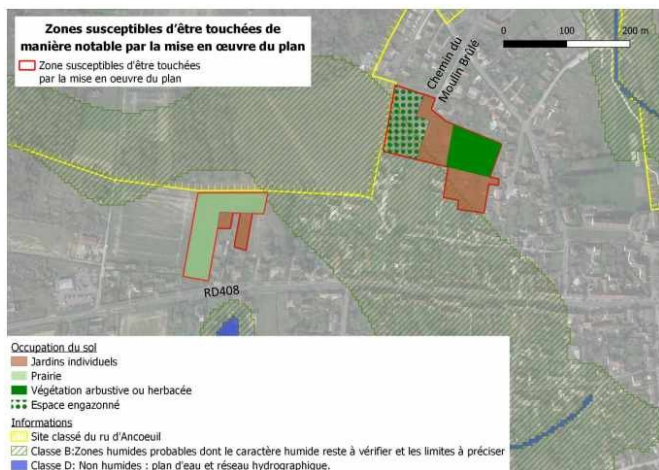 Zones susceptibles d'être touchées de
manière notable par la mise en œuvre du plan
Zone susceptibles d'être touchées
par la mise en oeuvre du plan
0 100 200 m
Chemin du
Moulin Brûlé
RD408
Occupation du sol
Jardins individuels
Prairie
Végétation arbustive ou herbacée
Espace engazonné
Informations
Site classé du ru d'Ancoeuil
Classe B:Zones humides probables dont le caractère humide reste à vérifier et les limites à préciser
Classe D: Non humides : plan d'eau et réseau hydrographique.